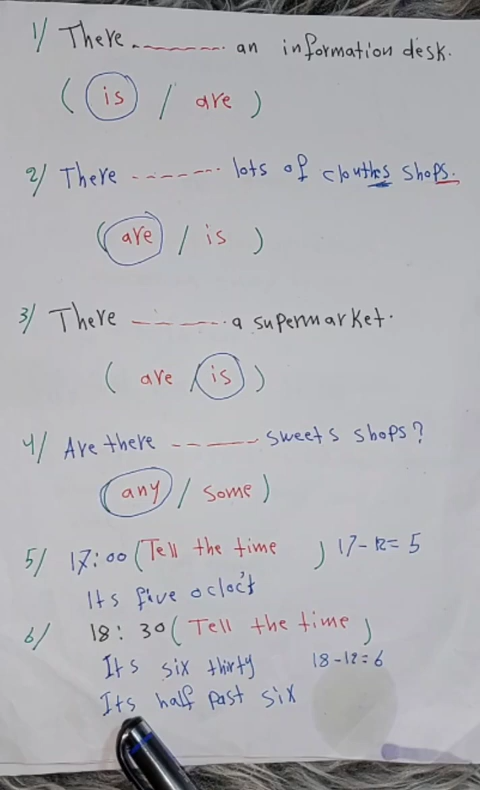 1/ There ------- an information desk.
( is / are )
2/ There ------- lots of clouthes shops.
( are / is )
3/ There ------- a supermarket.
( are / is )
4/ Are there ------- sweets shops?
( any / some )
5/ 17:00 (Tell the time ) 17-12= 5
Its five ocloc't
6/ 18: 30 ( Tell the time ) 
Its six thirty 18-12=6
Its half past six